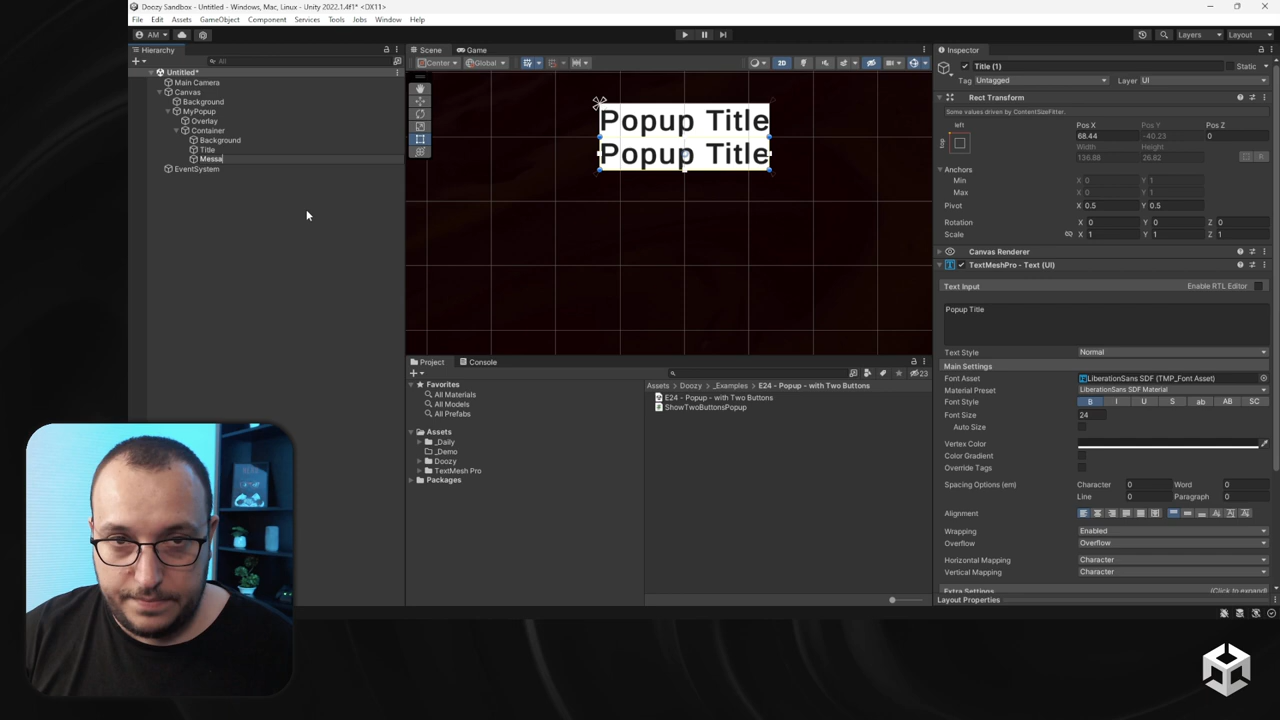 Doozy Sandbox - Untitled - Windows, Mac, Linux - Unity 2022.1.4f1* <DX11>
File Edit Assets GameObject Component Services Tools Jobs Window Help
AM Layers Layout
Hierarchy
All
Untitled*
Main Camera
Canvas
Background
MyPopup
Overlay
Container
Background
Title
Messa
EventSystem
Scene Game
Center Global 2D
Popup Title
Popup Title
Project Console
23
Favorites
All Materials
All Models
All Prefabs
Assets
_Daily
_Demo
Doozy
TextMesh Pro
Packages
Assets > Doozy > _Examples > E24 - Popup - with Two Buttons
E24 - Popup - with Two Buttons
ShowTwoButtonsPopup
Inspector
Title (1) Static
Tag Untagged Layer UI
Rect Transform
Some values driven by ContentSizeFitter.
left Pos X Pos Y Pos Z
top 68.44 -40.23 0
Width Height
136.88 26.82 R
Anchors
Min X 0 Y 1
Max X 0 Y 1
Pivot X 0.5 Y 0.5
Rotation X 0 Y 0 Z 0
Scale X 1 Y 1 Z 1
Canvas Renderer
TextMeshPro - Text (UI)
Text Input Enable RTL Editor
Popup Title
Text Style Normal
Main Settings
Font Asset LiberationSans SDF (TMP_Font Asset)
Material Preset LiberationSans SDF Material
Font Style B I U S ab AB SC
Font Size 24
Auto Size
Vertex Color
Color Gradient
Override Tags
Spacing Options (em) Character 0 Word 0
Line 0 Paragraph 0
Alignment
Wrapping Enabled
Overflow Overflow
Horizontal Mapping Character
Vertical Mapping Character
Extra Settings (Click to expand)
Layout Properties